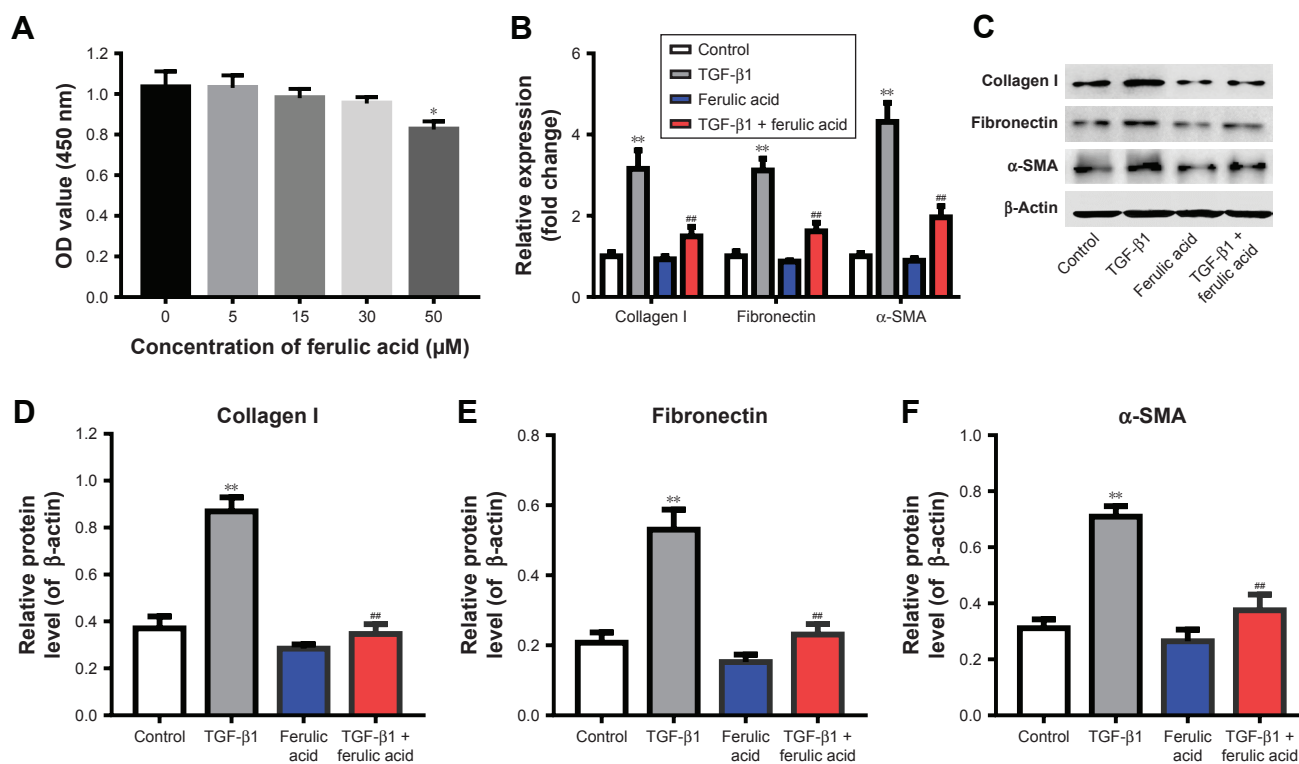 A
1.2
1.0
0.8
0.6
0.4
0.2
0.0
OD value (450 nm)
*
0 5 15 30 50
Concentration of ferulic acid (µM)
B
Control
TGF-β1
Ferulic acid
TGF-β1 + ferulic acid
6
4
2
0
Relative expression
(fold change)
** ## ** ## ** ##
Collagen I Fibronectin α-SMA
C
Collagen I
Fibronectin
α-SMA
β-Actin
Control
TGF-β1
Ferulic acid
TGF-β1 +
ferulic acid
D
Collagen I
1.2
1.0
0.8
0.6
0.4
0.2
0.0
Relative protein
level (of β-actin)
** ##
Control TGF-β1 Ferulic TGF-β1 +
acid ferulic acid
E
Fibronectin
0.8
0.6
0.4
0.2
0.0
Relative protein
level (of β-actin)
** ##
Control TGF-β1 Ferulic TGF-β1 +
acid ferulic acid
F
α-SMA
1.0
0.8
0.6
0.4
0.2
0.0
Relative protein
level (of β-actin)
** ##
Control TGF-β1 Ferulic TGF-β1 +
acid ferulic acid